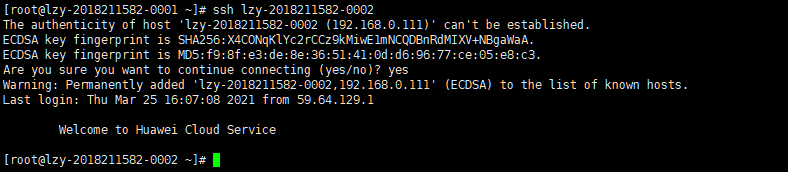 [root@lzy-2018211582-0001 ~]# ssh lzy-2018211582-0002
The authenticity of host 'lzy-2018211582-0002 (192.168.0.111)' can't be established.
ECDSA key fingerprint is SHA256:X4CONqKlYc2rCCz9kMiwE1mNCQDBnRdMIXV+NBgaWaA.
ECDSA key fingerprint is MD5:f9:8f:e3:de:8e:36:51:41:0d:d6:96:77:ce:05:e8:c3.
Are you sure you want to continue connecting (yes/no)? yes
Warning: Permanently added 'lzy-2018211582-0002,192.168.0.111' (ECDSA) to the list of known hosts.
Last login: Thu Mar 25 16:07:08 2021 from 59.64.129.1
Welcome to Huawei Cloud Service
[root@lzy-2018211582-0002 ~]#